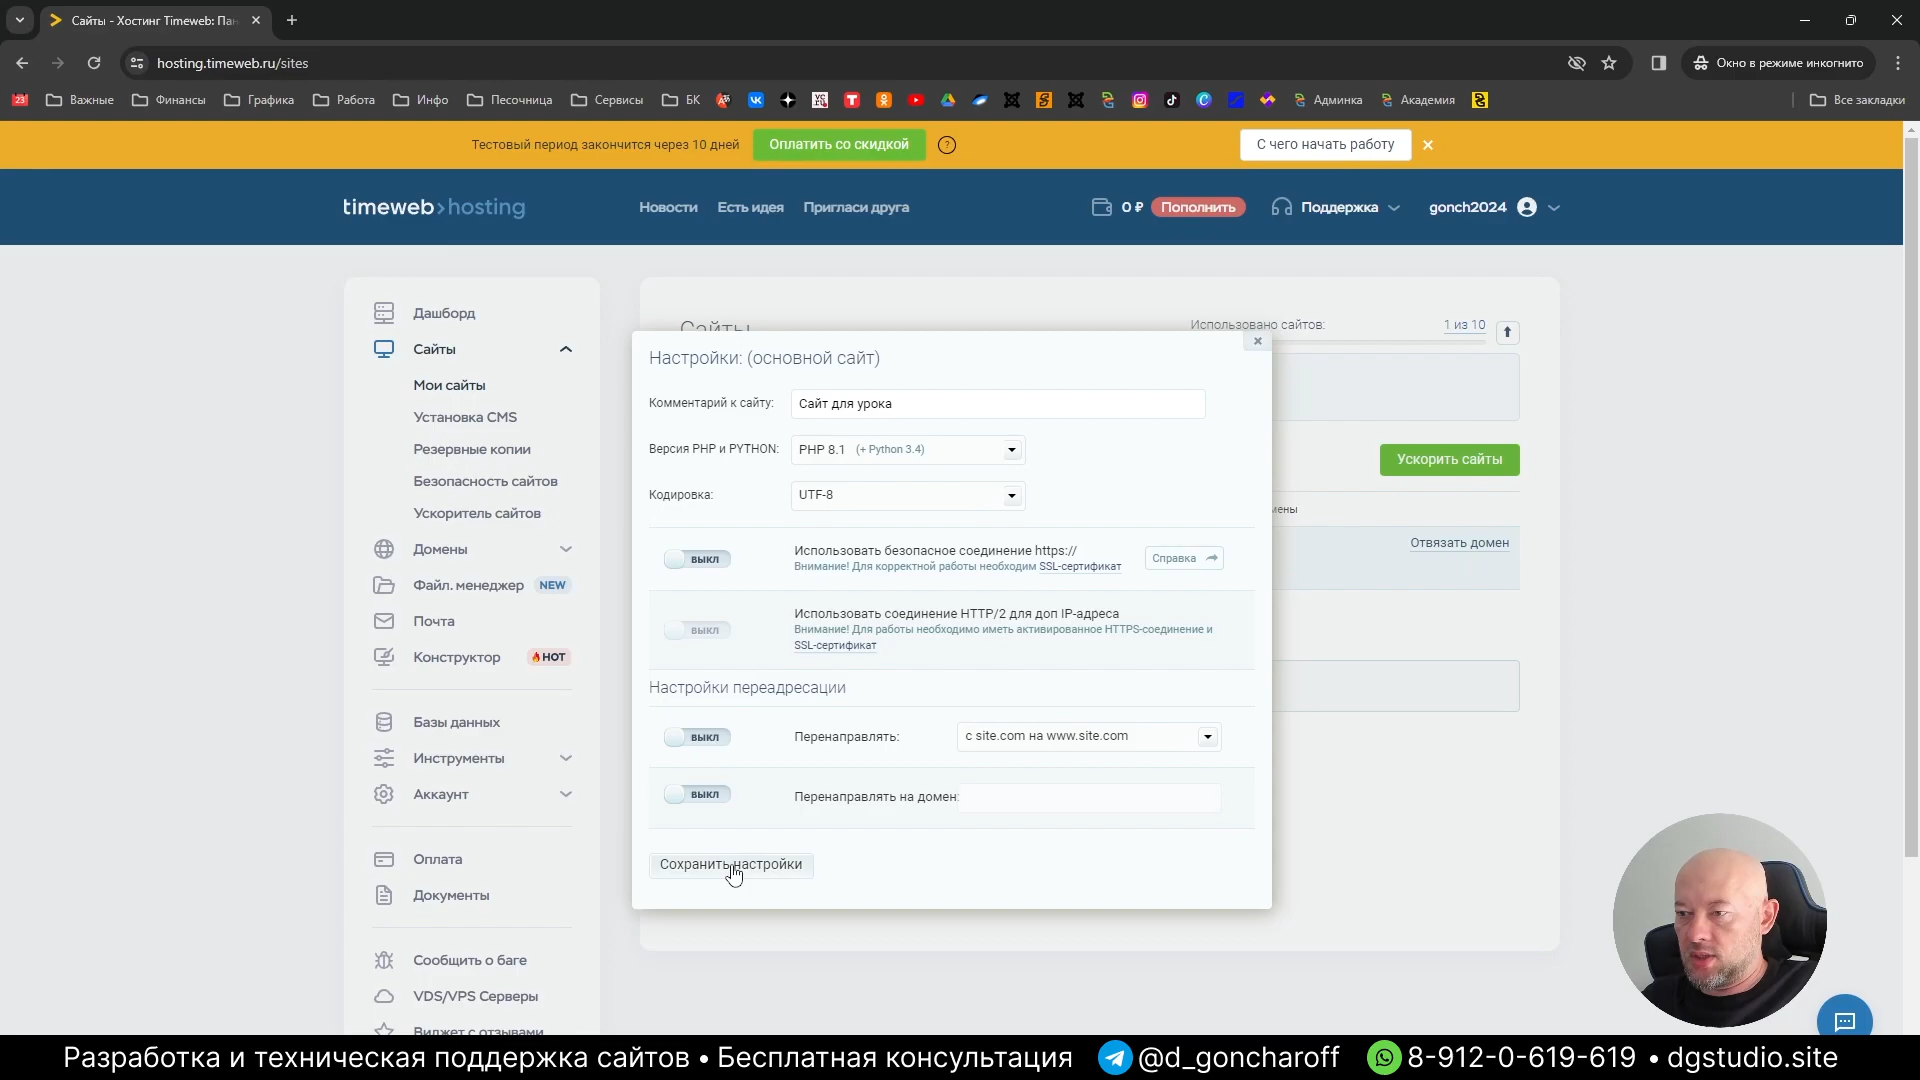 Сайты - Хостинг Timeweb: Пан
hosting.timeweb.ru/sites
Окно в режиме инкогнито
23 Важные Финансы Графика Работа Инфо Песочница Сервисы БК Админка Академия Все закладки
Тестовый период закончится через 10 дней Оплатить со скидкой ? С чего начать работу
timeweb>hosting Новости Есть идея Пригласи друга 0 ₽ Пополнить Поддержка gonch2024
Дашборд
Сайты
Мои сайты
Установка CMS
Резервные копии
Безопасность сайтов
Ускоритель сайтов
Домены
Файл. менеджер NEW
Почта
Конструктор HOT
Базы данных
Инструменты
Аккаунт
Оплата
Документы
Сообщить о баге
VDS/VPS Серверы
Виджет с отзывами
Сайты
Использовано сайтов: 1 из 10
Ускорить сайты
мены
Отвязать домен
Настройки: (основной сайт)
Комментарий к сайту: Сайт для урока
Версия PHP и PYTHON: PHP 8.1 (+ Python 3.4)
Кодировка: UTF-8
ВЫКЛ Использовать безопасное соединение https://
Внимание! Для корректной работы необходим SSL-сертификат
Справка
ВЫКЛ Использовать соединение HTTP/2 для доп IP-адреса
Внимание! Для работы необходимо иметь активированное HTTPS-соединение и
SSL-сертификат
Настройки переадресации
ВЫКЛ Перенаправлять: с site.com на www.site.com
ВЫКЛ Перенаправлять на домен:
Сохранить настройки
Разработка и техническая поддержка сайтов • Бесплатная консультация @d_goncharoff 8-912-0-619-619 • dgstudio.site